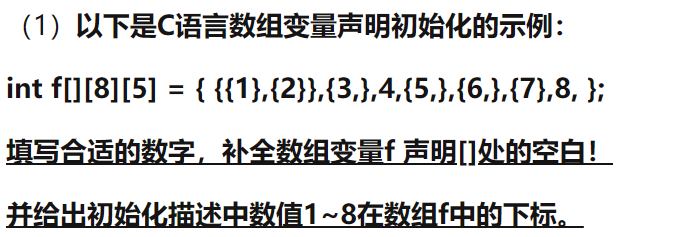 （1）以下是C语言数组变量声明初始化的示例：
int f[][8][5] = { {{1},{2}},{3,},4,{5,},{6,},{7},8, };
填写合适的数字，补全数组变量f 声明[]处的空白！
并给出初始化描述中数值1~8在数组f中的下标。